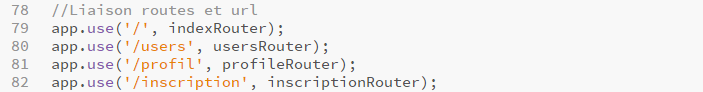 78 //Liaison routes et url
79 app.use('/', indexRouter);
80 app.use('/users', usersRouter);
81 app.use('/profil', profileRouter);
82 app.use('/inscription', inscriptionRouter);